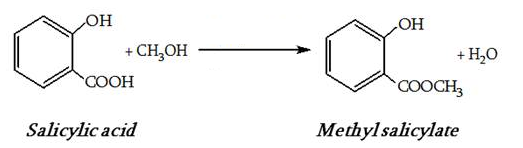 OH
+ CH₃OH
COOH
OH
+ H₂O
COOCH₃
Salicylic acid
Methyl salicylate